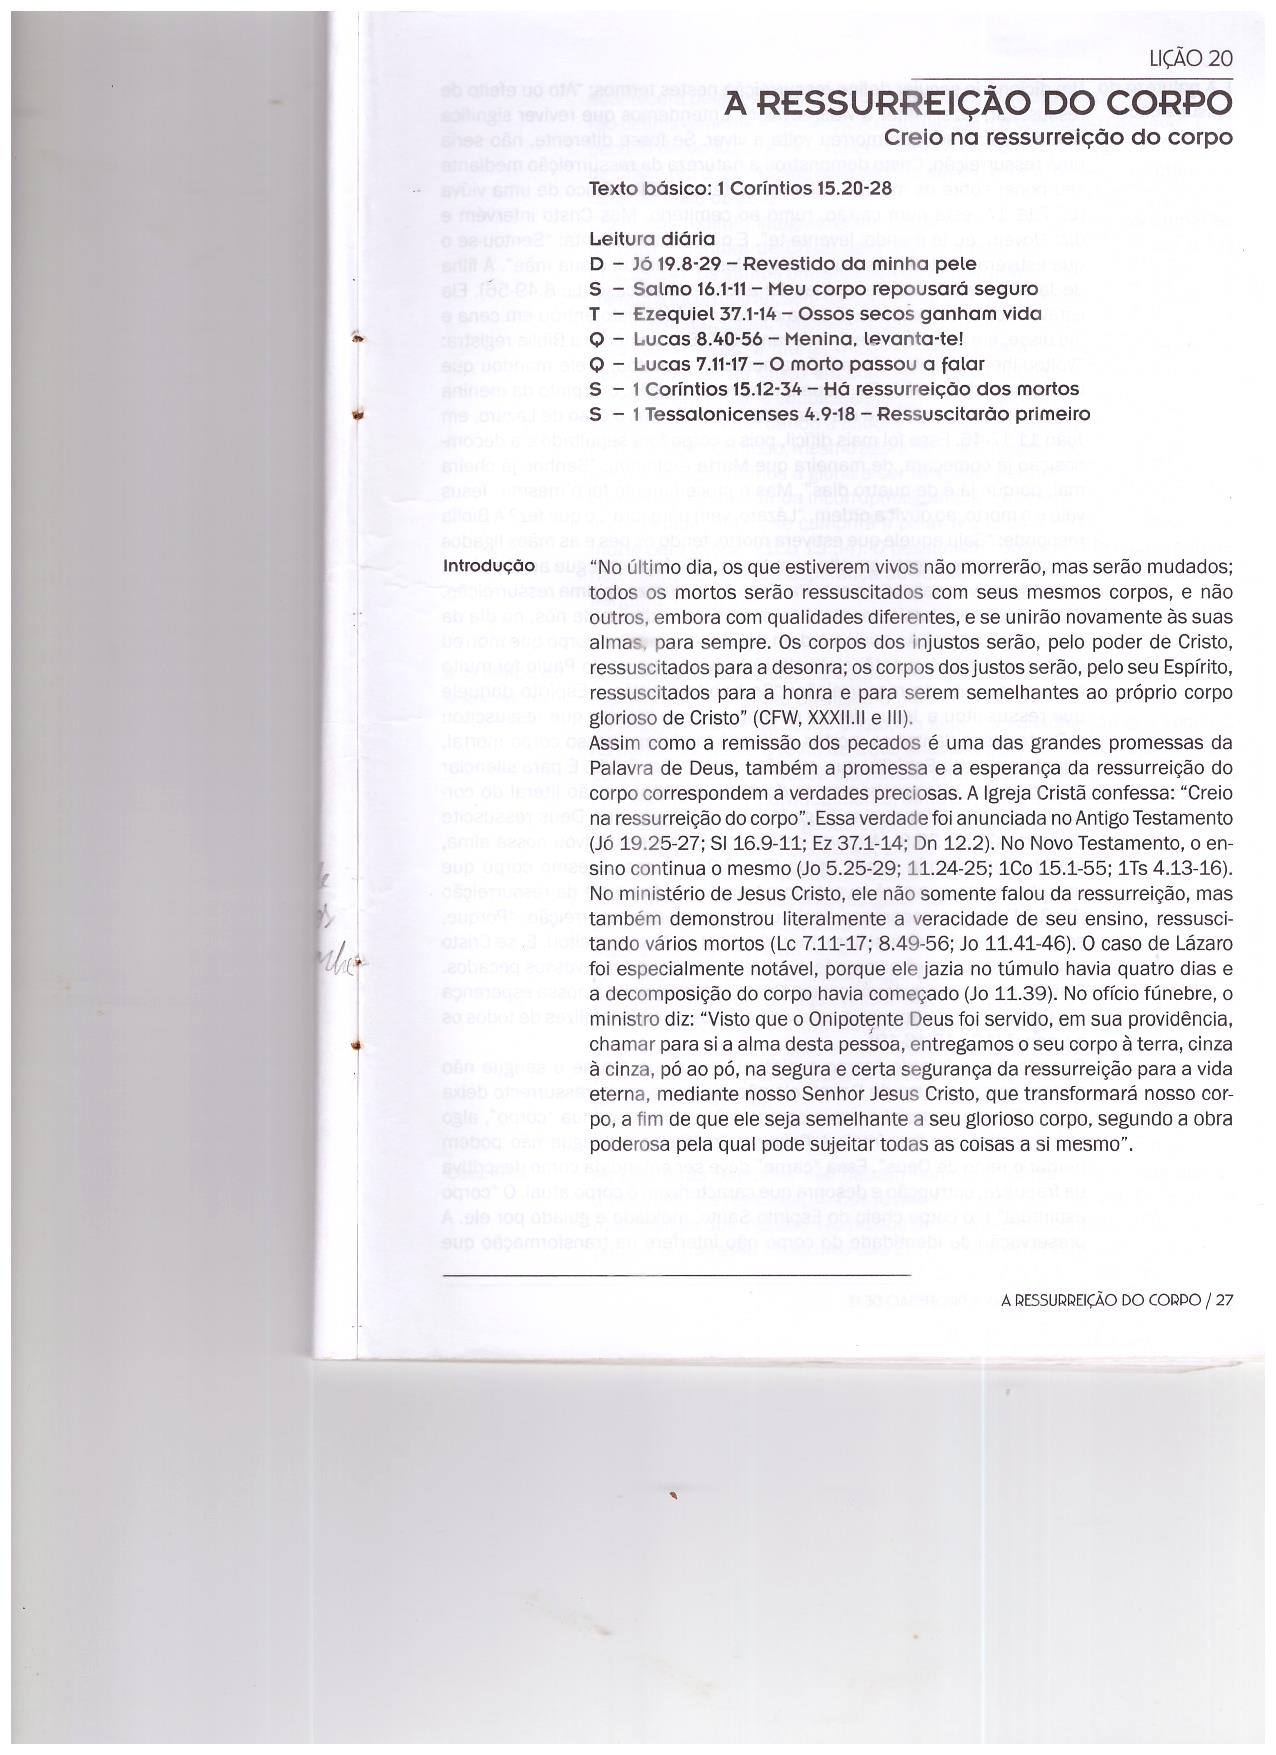 LIÇÃO 20
A RESSURREIÇÃO DO CORPO
Creio na ressurreição do corpo
Texto básico: 1 Coríntios 15.20-28
Leitura diária
D – Jó 19.8-29 – Revestido da minha pele
S – Salmo 16.1-11 – Meu corpo repousará seguro
T – Ezequiel 37.1-14 – Ossos secos ganham vida
Q – Lucas 8.40-56 – Menina, levanta-te!
Q – Lucas 7.11-17 – O morto passou a falar
S – 1 Coríntios 15.12-34 – Há ressurreição dos mortos
S – 1 Tessalonicenses 4.9-18 – Ressuscitarão primeiro
Introdução
“No último dia, os que estiverem vivos não morrerão, mas serão mudados;
todos os mortos serão ressuscitados com seus mesmos corpos, e não
outros, embora com qualidades diferentes, e se unirão novamente às suas
almas, para sempre. Os corpos dos injustos serão, pelo poder de Cristo,
ressuscitados para a desonra; os corpos dos justos serão, pelo seu Espírito,
ressuscitados para a honra e para serem semelhantes ao próprio corpo
glorioso de Cristo” (CFW, XXXII.II e III).
Assim como a remissão dos pecados é uma das grandes promessas da
Palavra de Deus, também a promessa e a esperança da ressurreição do
corpo correspondem a verdades preciosas. A Igreja Cristã confessa: “Creio
na ressurreição do corpo”. Essa verdade foi anunciada no Antigo Testamento
(Jó 19.25-27; Sl 16.9-11; Ez 37.1-14; Dn 12.2). No Novo Testamento, o en-
sino continua o mesmo (Jo 5.25-29; 11.24-25; 1Co 15.1-55; 1Ts 4.13-16).
No ministério de Jesus Cristo, ele não somente falou da ressurreição, mas
também demonstrou literalmente a veracidade de seu ensino, ressusci-
tando vários mortos (Lc 7.11-17; 8.49-56; Jo 11.41-46). O caso de Lázaro
foi especialmente notável, porque ele jazia no túmulo havia quatro dias e
a decomposição do corpo havia começado (Jo 11.39). No ofício fúnebre, o
ministro diz: “Visto que o Onipotente Deus foi servido, em sua providência,
chamar para si a alma desta pessoa, entregamos o seu corpo à terra, cinza
à cinza, pó ao pó, na segura e certa segurança da ressurreição para a vida
eterna, mediante nosso Senhor Jesus Cristo, que transformará nosso cor-
po, a fim de que ele seja semelhante a seu glorioso corpo, segundo a obra
poderosa pela qual pode sujeitar todas as coisas a si mesmo”.
A RESSURREIÇÃO DO CORPO / 27